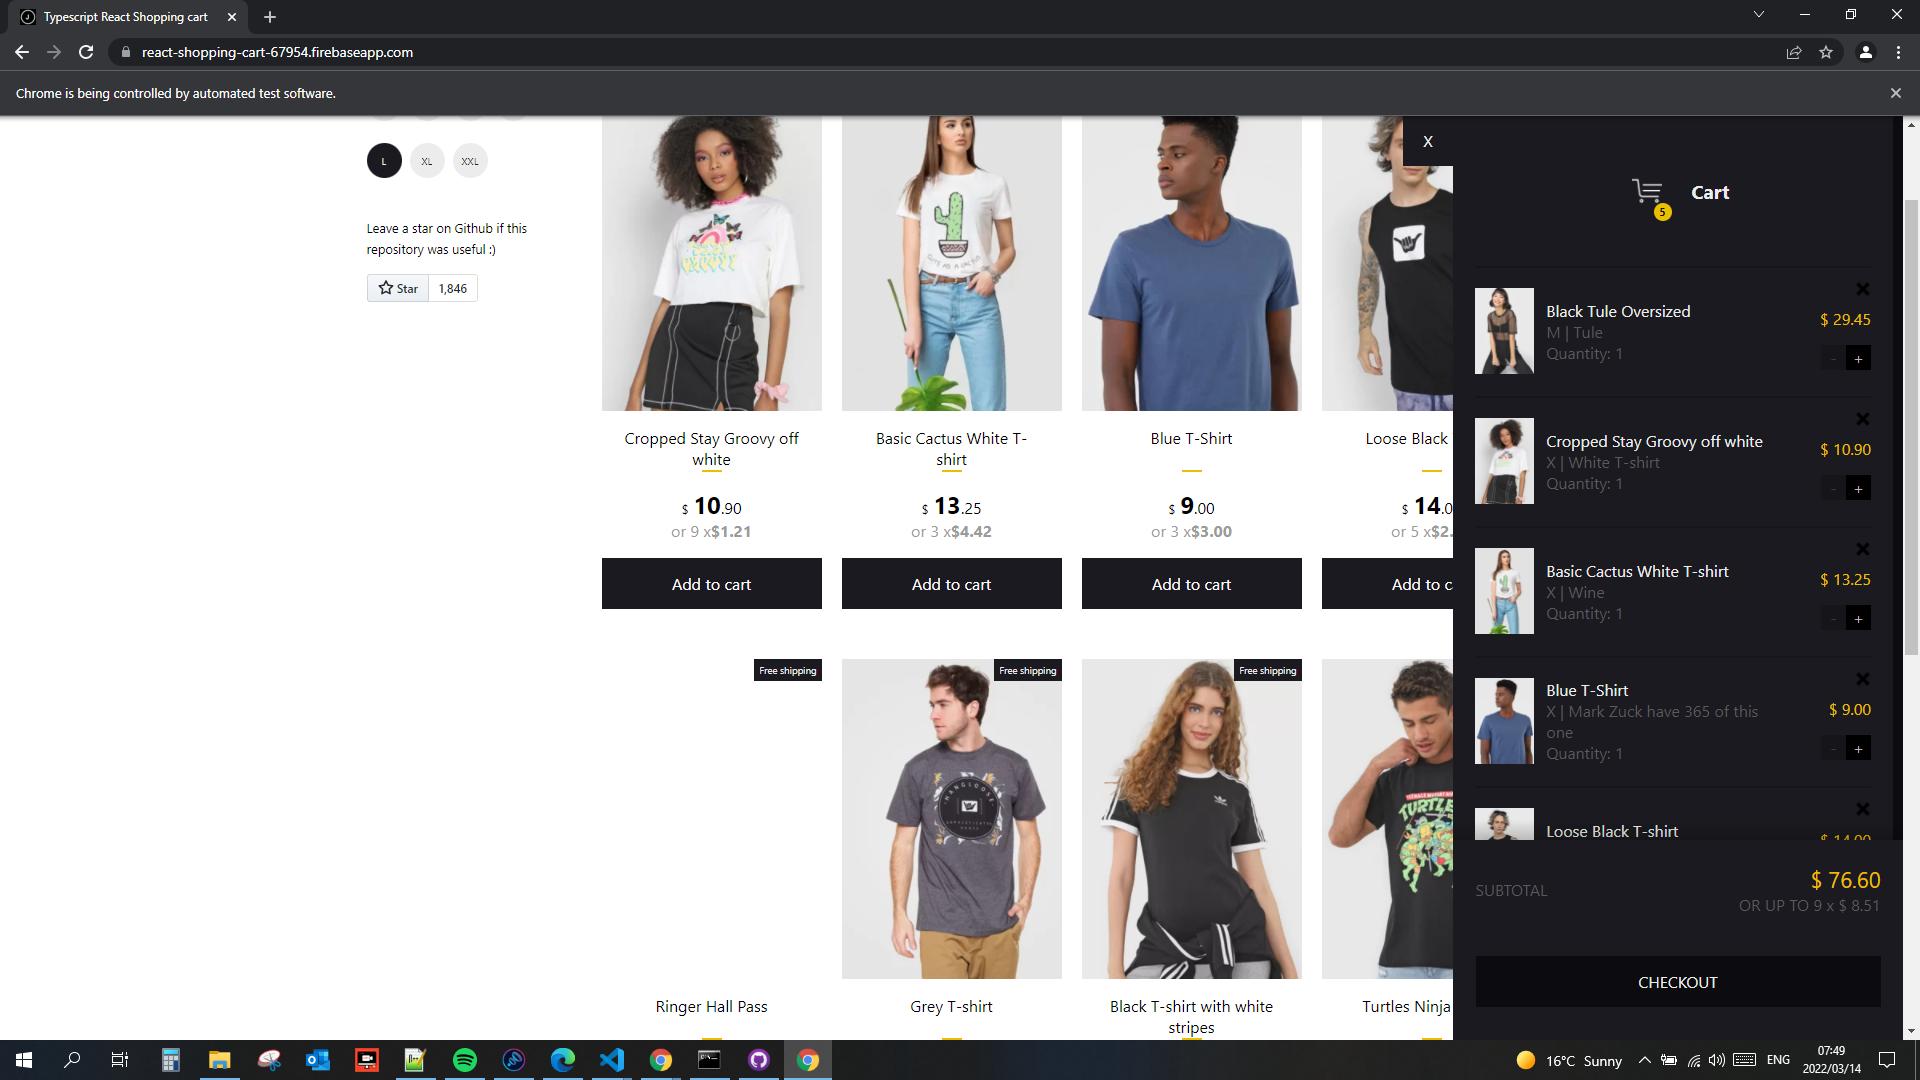 Typescript React Shopping cart
react-shopping-cart-67954.firebaseapp.com
Chrome is being controlled by automated test software.
L
XL
XXL
Leave a star on Github if this
repository was useful :)
Star
1,846
Cropped Stay Groovy off
white
$ 10.90
or 9 x$1.21
Add to cart
CUTE AS A CACTUS
Basic Cactus White T-
shirt
$ 13.25
or 3 x$4.42
Add to cart
Blue T-Shirt
$ 9.00
or 3 x$3.00
Add to cart
Loose Black
$ 14.0
or 5 x$2.
Add to c
Free shipping
Ringer Hall Pass
Free shipping
HANGLOOSE
Grey T-shirt
Free shipping
Black T-shirt with white
stripes
TURTLES
Turtles Ninja
X
5
Cart
Black Tule Oversized
M | Tule
Quantity: 1
$ 29.45
-
+
Cropped Stay Groovy off white
X | White T-shirt
Quantity: 1
$ 10.90
-
+
Basic Cactus White T-shirt
X | Wine
Quantity: 1
$ 13.25
-
+
Blue T-Shirt
X | Mark Zuck have 365 of this
one
Quantity: 1
$ 9.00
-
+
Loose Black T-shirt
$ 14.00
SUBTOTAL
$ 76.60
OR UP TO 9 x $ 8.51
CHECKOUT
16°C Sunny
ENG
07:49
2022/03/14